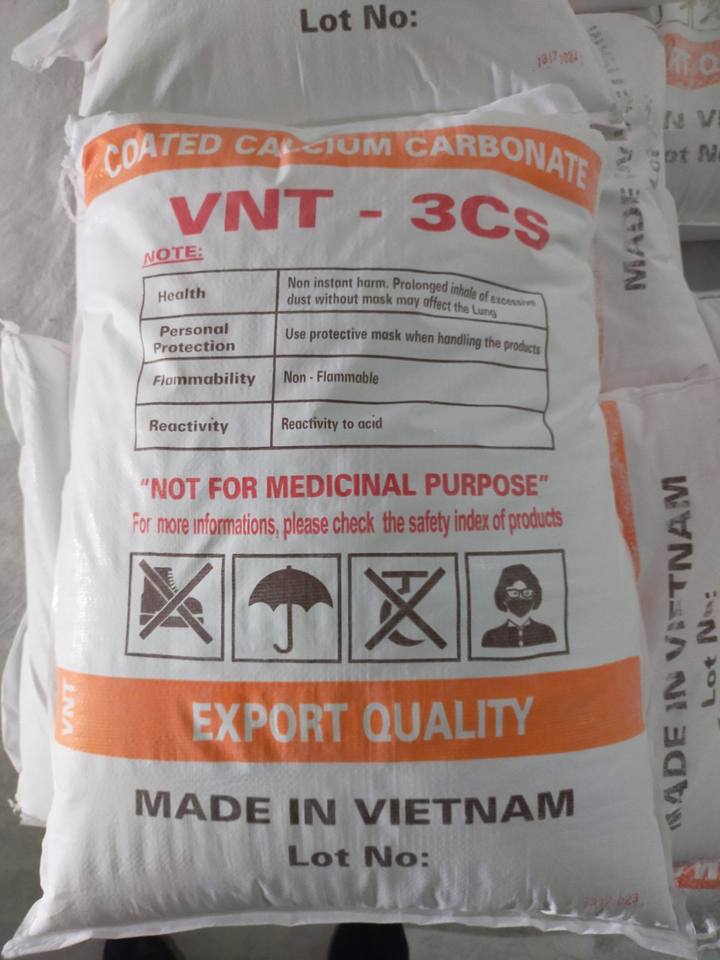 Lot No:
COATED CALCIUM CARBONATE
VNT - 3CS
NOTE:
Health
Non instant harm. Prolonged inhale of excessive
dust without mask may affect the Lung
Personal
Protection
Use protective mask when handling the products
Flammability
Non - Flammable
Reactivity
Reactivity to acid
"NOT FOR MEDICINAL PURPOSE"
For more informations, please check the safety index of products
VNT
EXPORT QUALITY
MADE IN VIETNAM
Lot No:
MADE IN VIETNAM
Lot No: